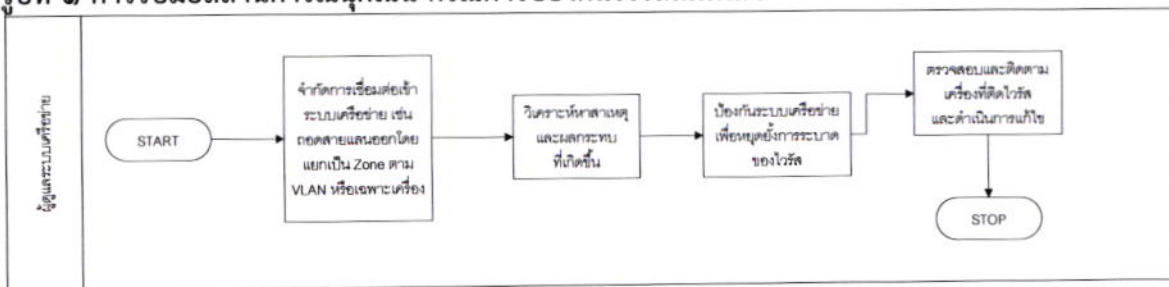 ผู้ดูแลระบบเครือข่าย
START
จำกัดการเชื่อมต่อเข้า
ระบบเครือข่าย เช่น
ถอดสายแลนออกโดย
แยกเป็น Zone ตาม
VLAN หรือเฉพาะเครื่อง
วิเคราะห์หาสาเหตุ
และผลกระทบ
ที่เกิดขึ้น
ป้องกันระบบเครือข่าย
เพื่อหยุดยั้งการระบาด
ของไวรัส
ตรวจสอบและติดตาม
เครื่องที่ติดไวรัส
และดำเนินการแก้ไข
STOP